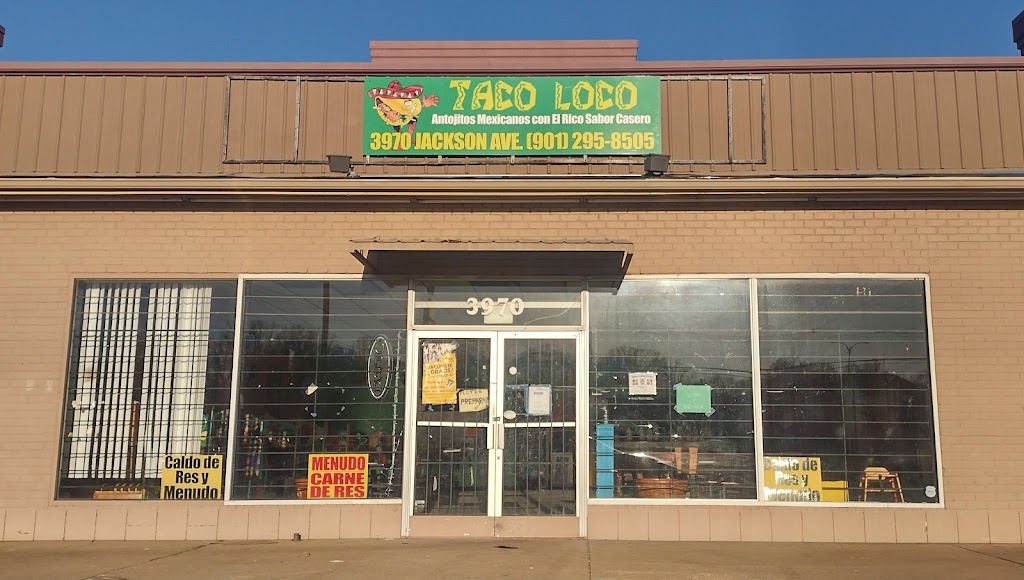 TACO LOCO
Antojitos Mexicanos con El Rico Sabor Casero
3970 JACKSON AVE. (901) 295-8505
3970
Caldo de
Res y
Menudo
MENUDO
CARNE
DE RES
Caldo de
Res y
Menudo